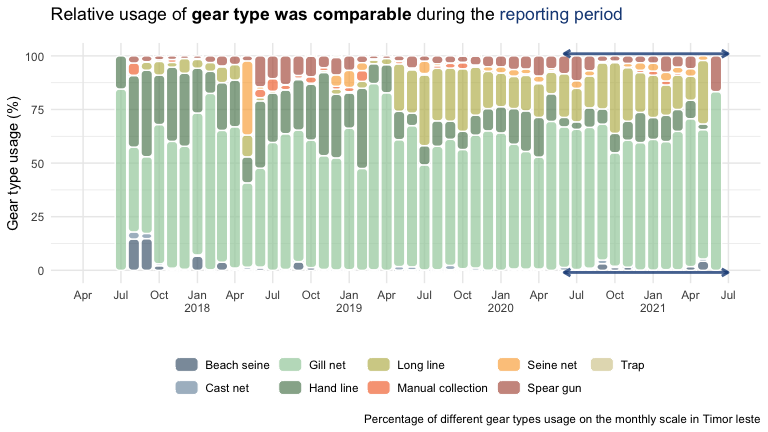 Relative usage of gear type was comparable during the reporting period
Gear type usage (%)
100
75
50
25
0
Apr Jul Oct Jan Apr Jul Oct Jan Apr Jul Oct Jan Apr Jul Oct Jan Apr Jul
2018 2019 2020 2021
Beach seine Gill net Long line Seine net Trap
Cast net Hand line Manual collection Spear gun
Percentage of different gear types usage on the monthly scale in Timor leste